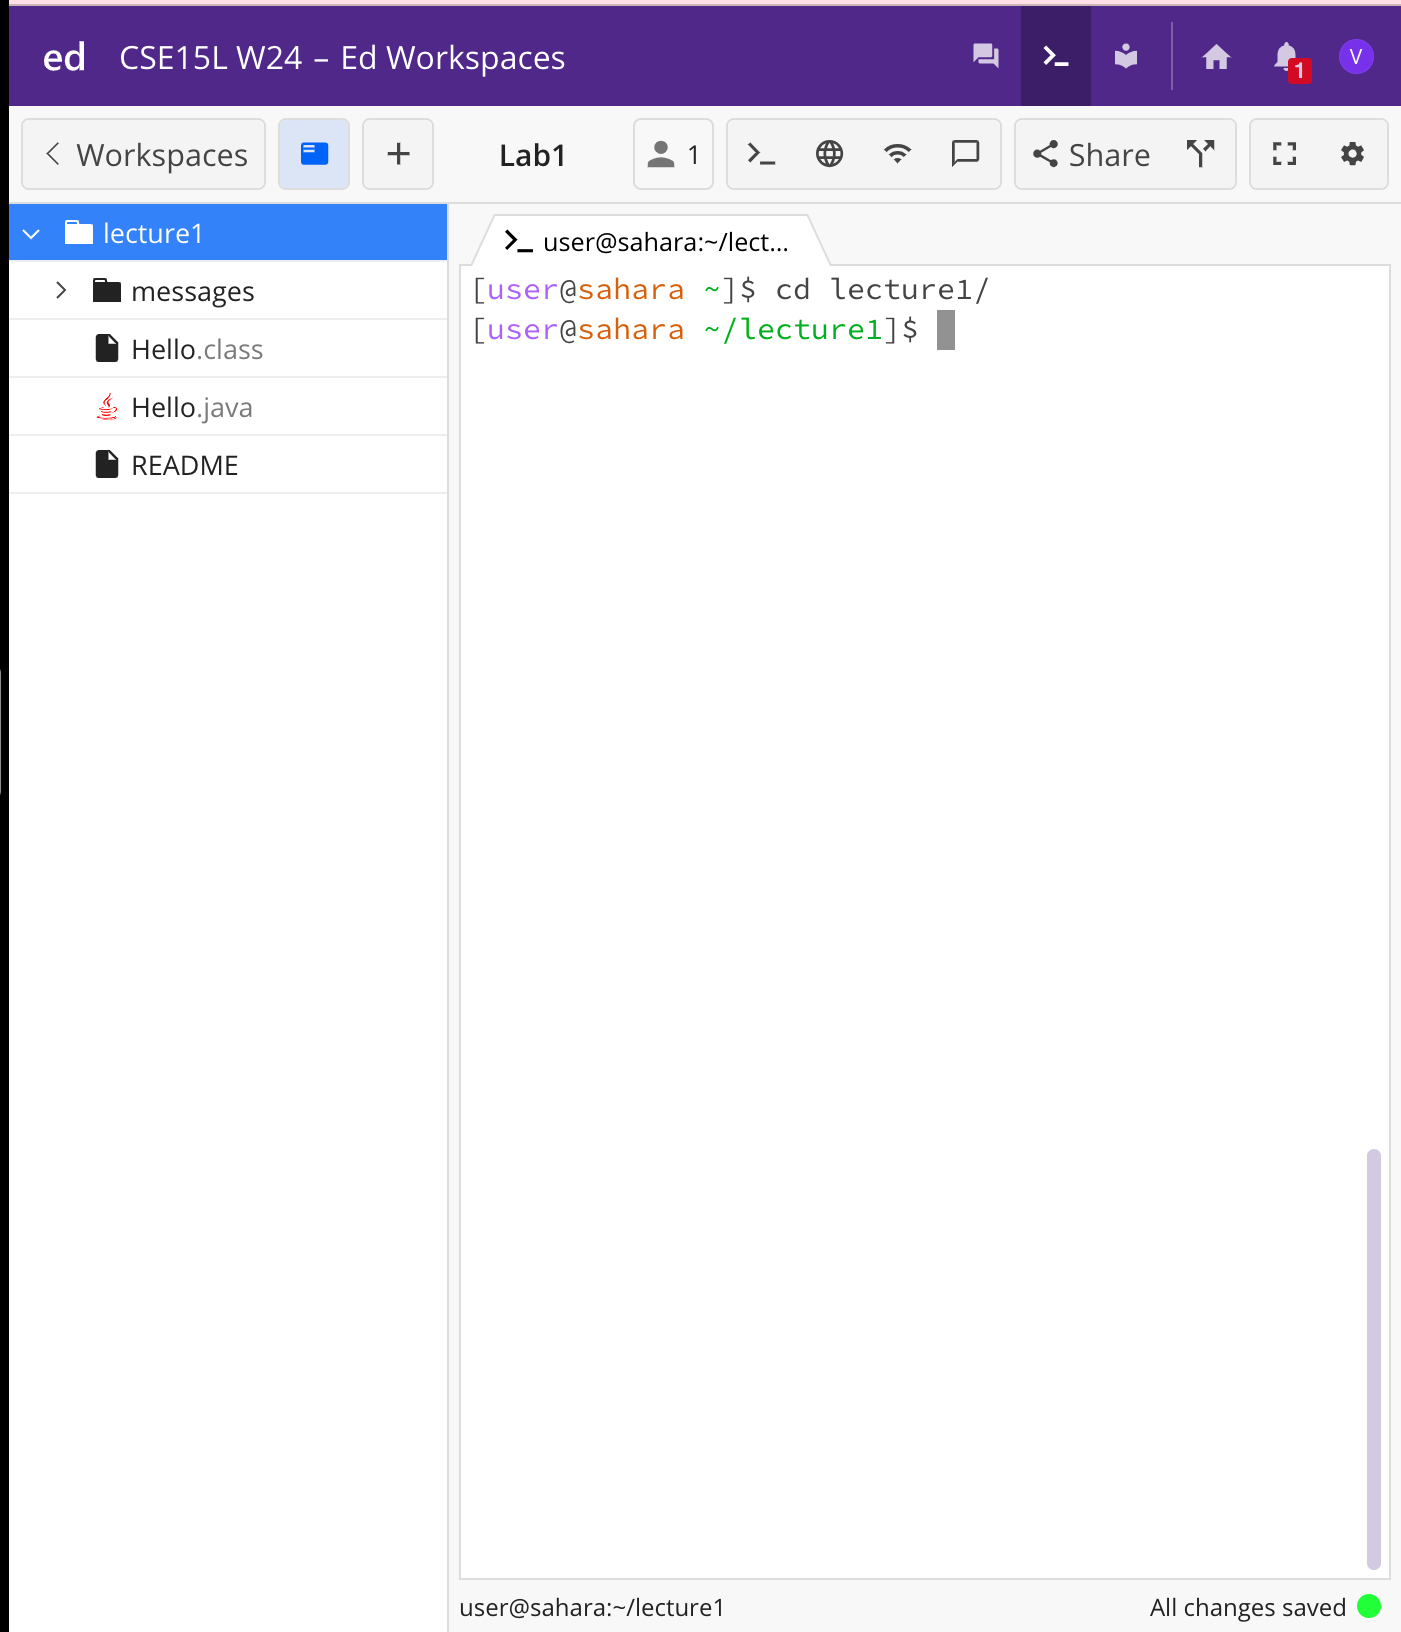 ed CSE15L W24 – Ed Workspaces 1 V
Workspaces + Lab1 1 Share
lecture1
messages
Hello.class
Hello.java
README
user@sahara:~/lect...
[user@sahara ~]$ cd lecture1/
[user@sahara ~/lecture1]$
user@sahara:~/lecture1 All changes saved